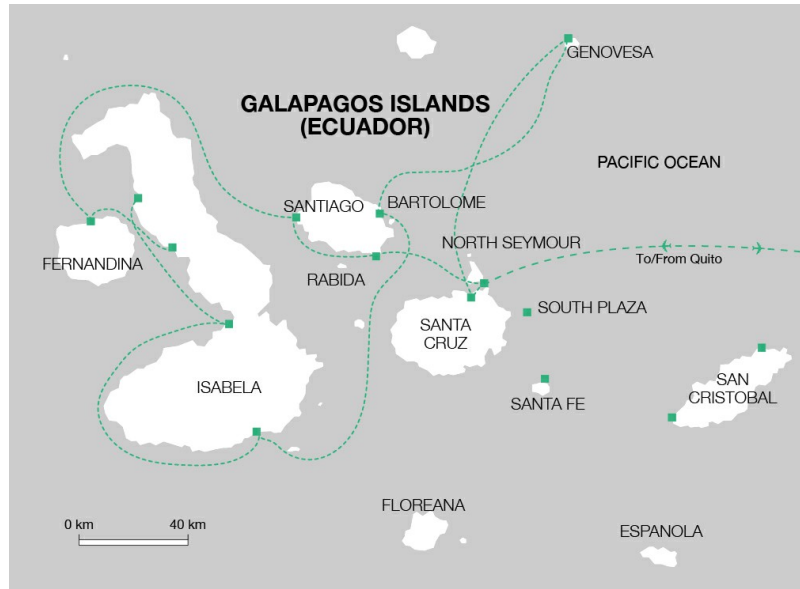 GENOVESA
GALAPAGOS ISLANDS
(ECUADOR)
PACIFIC OCEAN
SANTIAGO
BARTOLOME
NORTH SEYMOUR
FERNANDINA
RABIDA
To/From Quito
SOUTH PLAZA
SANTA
CRUZ
ISABELA
SANTA FE
SAN
CRISTOBAL
FLOREANA
0 km
40 km
ESPANOLA